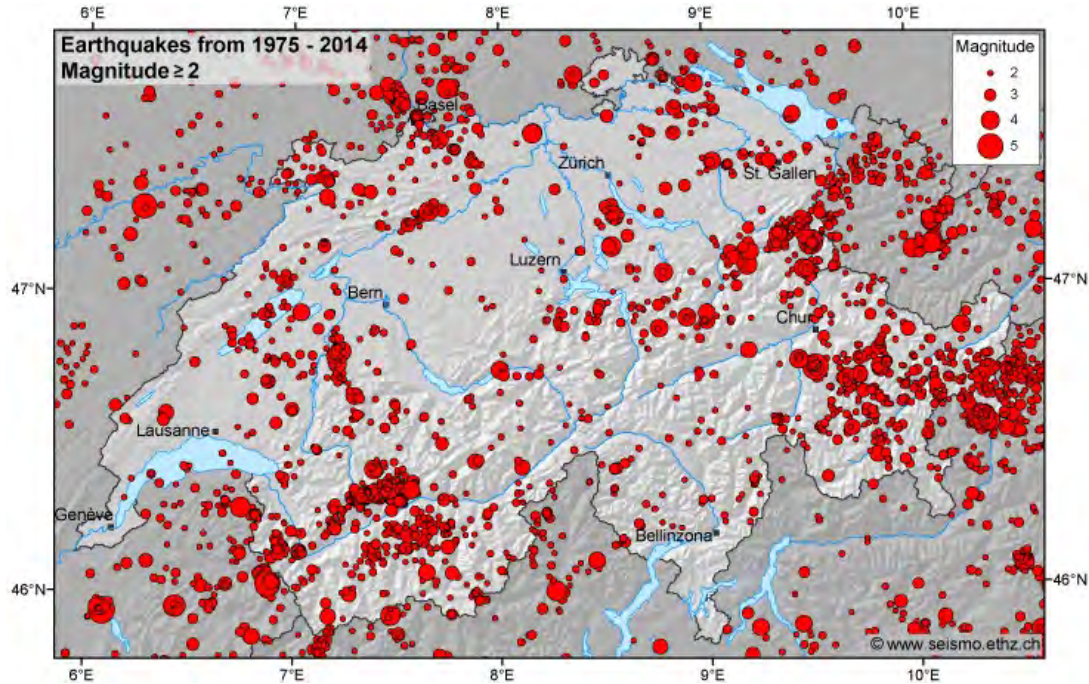 6°E 7°E 8°E 9°E 10°E
Earthquakes from 1975 - 2014
Magnitude ≥ 2
Magnitude
2
3
4
5
Basel
Zürich
St. Gallen
Luzern
47°N 47°N
Bern
Chur
Lausanne
Genève
Bellinzona
46°N 46°N
© www.seismo.ethz.ch
6°E 7°E 8°E 9°E 10°E